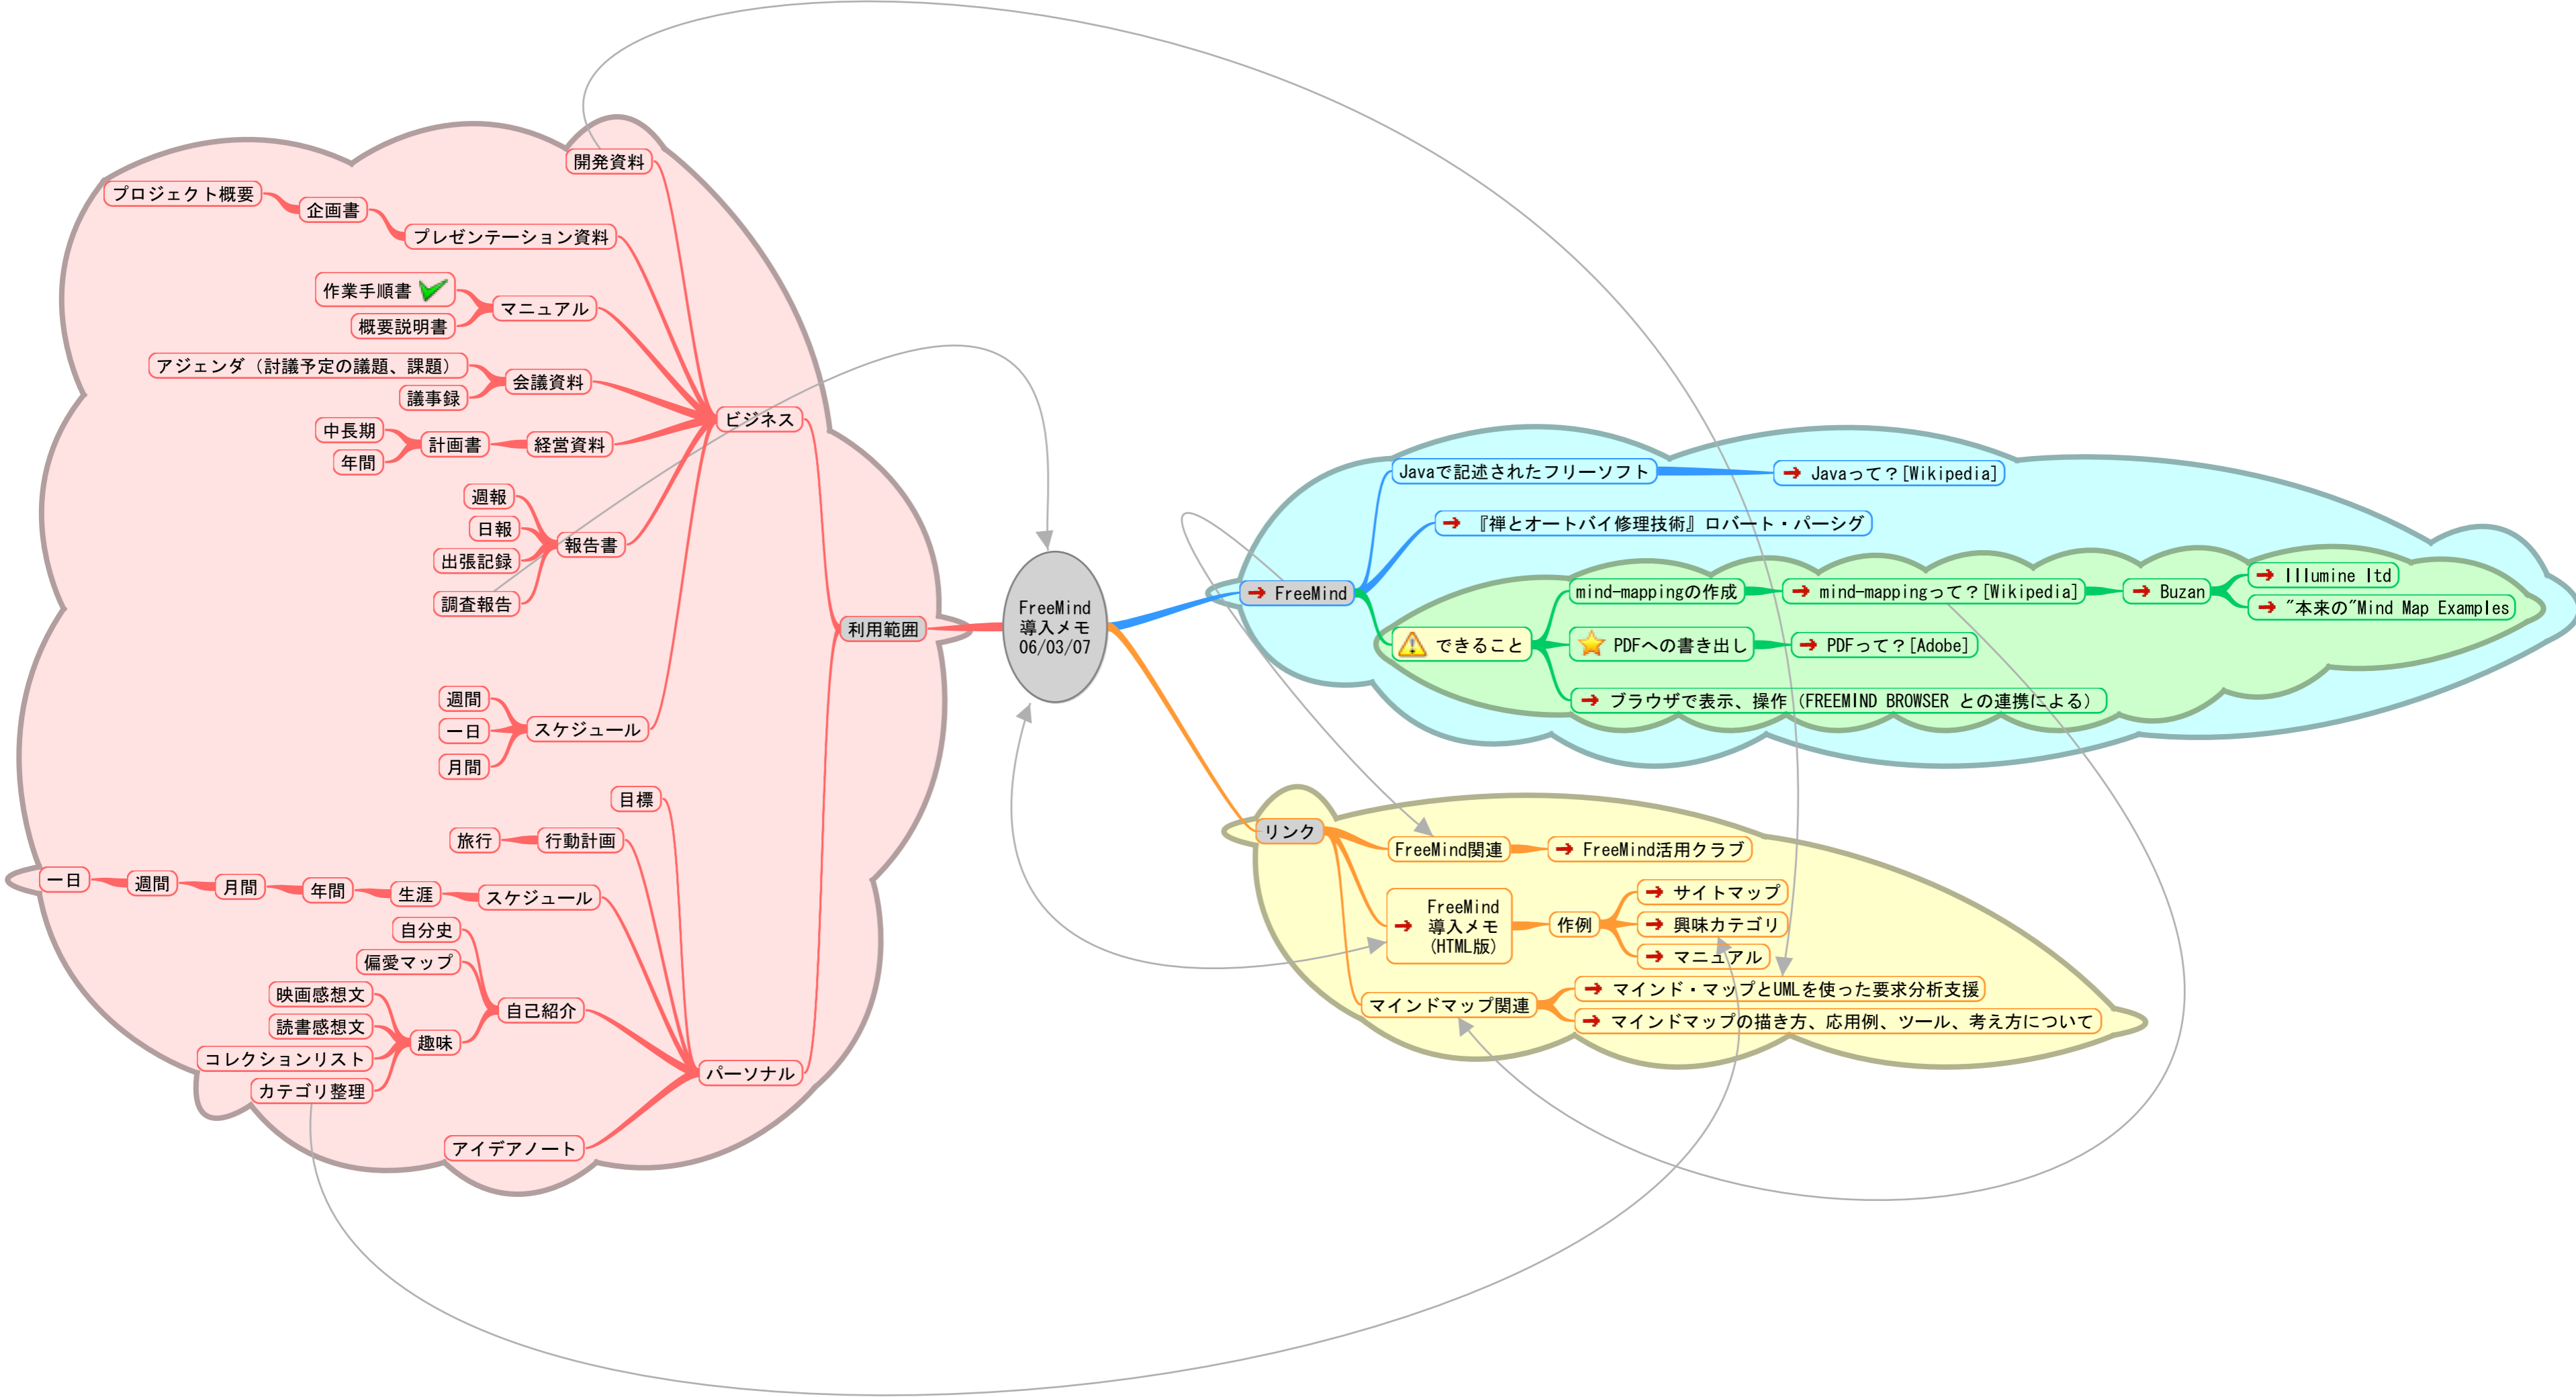 FreeMind
導入メモ
06/03/07
利用範囲
ビジネス
開発資料
プレゼンテーション資料
企画書
プロジェクト概要
マニュアル
作業手順書
概要説明書
会議資料
アジェンダ（討議予定の議題、課題）
議事録
経営資料
計画書
中長期
年間
報告書
週報
日報
出張記録
調査報告
スケジュール
週間
一日
月間
パーソナル
目標
行動計画
旅行
スケジュール
生涯
年間
月間
週間
一日
自己紹介
自分史
偏愛マップ
趣味
映画感想文
読書感想文
コレクションリスト
カテゴリ整理
アイデアノート
FreeMind
Javaで記述されたフリーソフト
Javaって？[Wikipedia]
『禅とオートバイ修理技術』ロバート・パーシグ
できること
mind-mappingの作成
mind-mappingって？[Wikipedia]
Buzan
Illumine ltd
"本来の"Mind Map Examples
PDFへの書き出し
PDFって？[Adobe]
ブラウザで表示、操作（FREEMIND BROWSER との連携による）
リンク
FreeMind関連
FreeMind活用クラブ
FreeMind
導入メモ
(HTML版)
作例
サイトマップ
興味カテゴリ
マニュアル
マインドマップ関連
マインド・マップとUMLを使った要求分析支援
マインドマップの描き方、応用例、ツール、考え方について